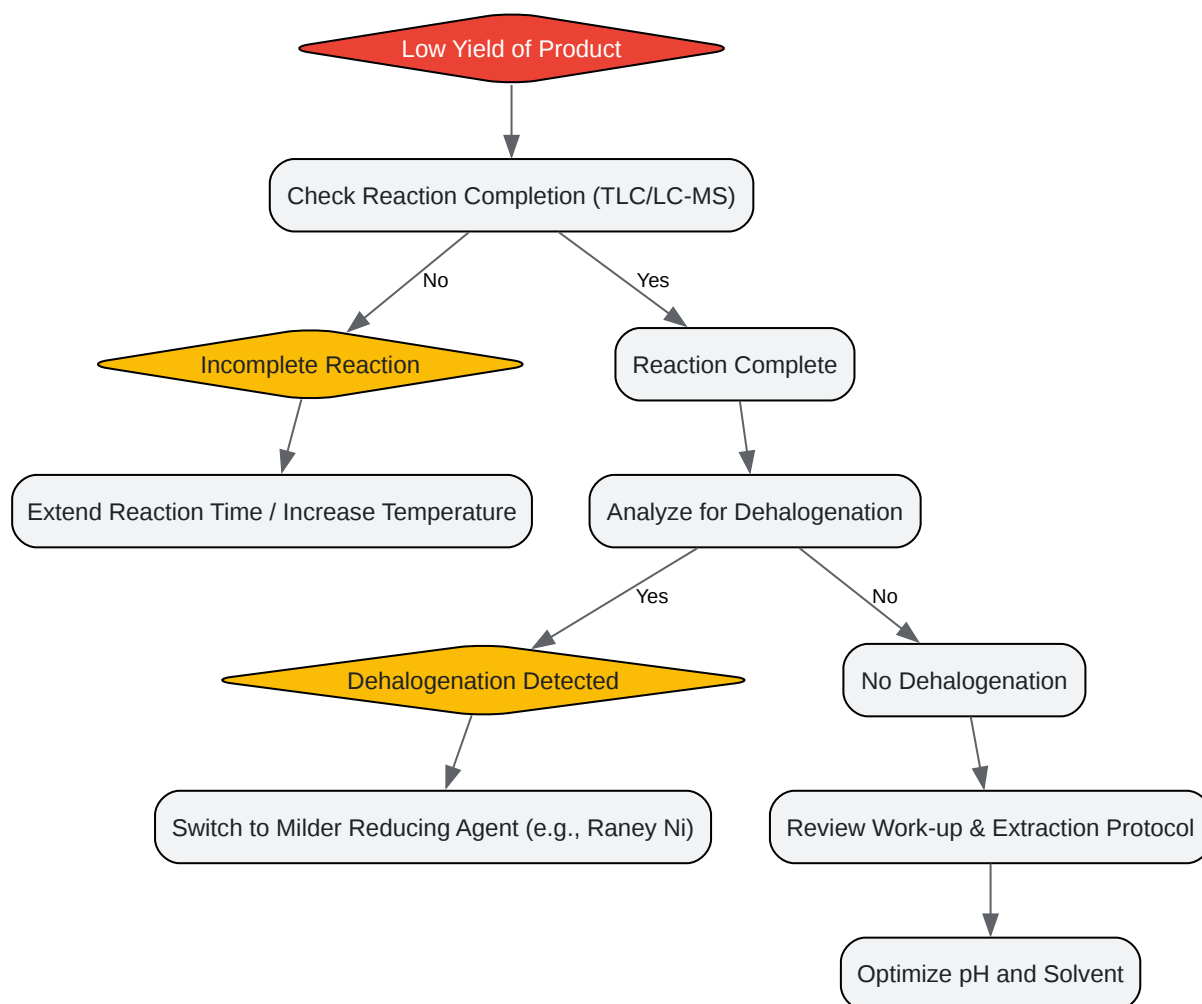 Low Yield of Product
Check Reaction Completion (TLC/LC-MS)
No
Yes
Incomplete Reaction
Reaction Complete
Extend Reaction Time / Increase Temperature
Analyze for Dehalogenation
Yes
No
Dehalogenation Detected
No Dehalogenation
Switch to Milder Reducing Agent (e.g., Raney Ni)
Review Work-up & Extraction Protocol
Optimize pH and Solvent